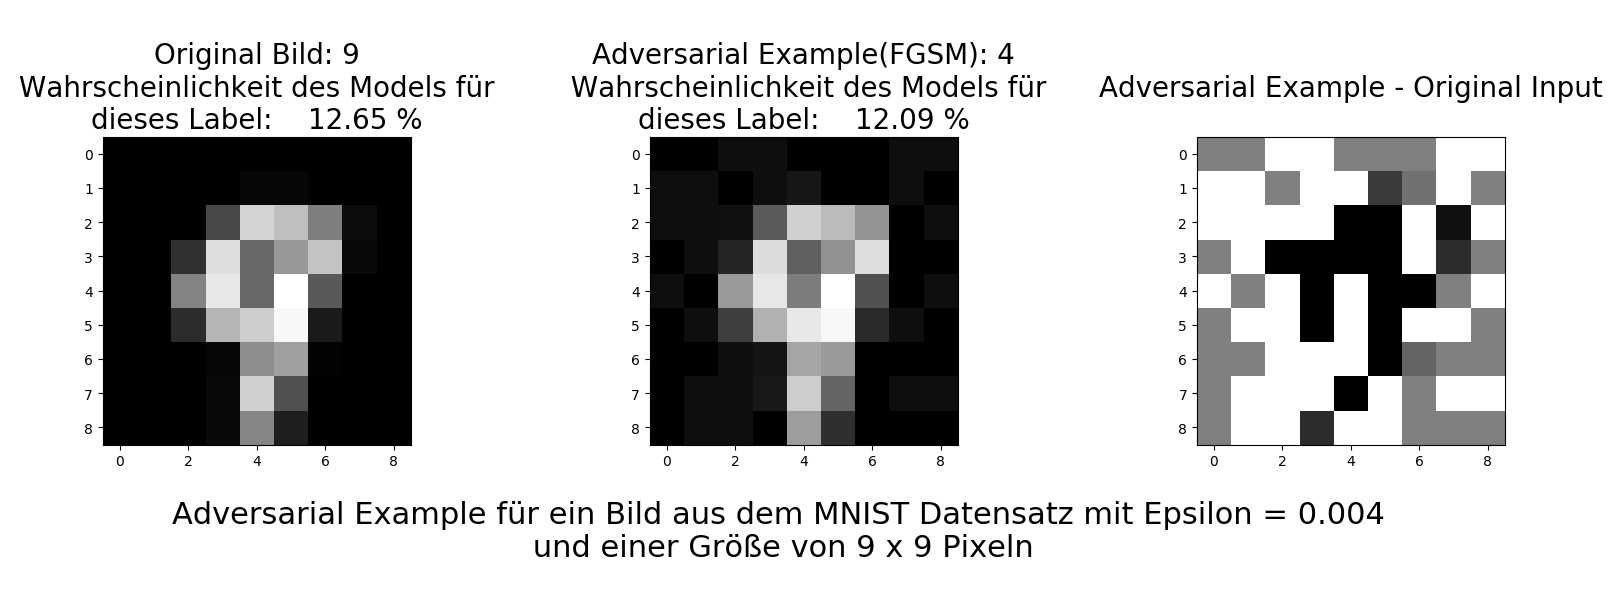 Original Bild: 9
Wahrscheinlichkeit des Models für
dieses Label: 12.65 %
Adversarial Example(FGSM): 4
Wahrscheinlichkeit des Models für
dieses Label: 12.09 %
Adversarial Example - Original Input
0
1
2
3
4
5
6
7
8
0 2 4 6 8
0
1
2
3
4
5
6
7
8
0 2 4 6 8
0
1
2
3
4
5
6
7
8
0 2 4 6 8
Adversarial Example für ein Bild aus dem MNIST Datensatz mit Epsilon = 0.004
und einer Größe von 9 x 9 Pixeln